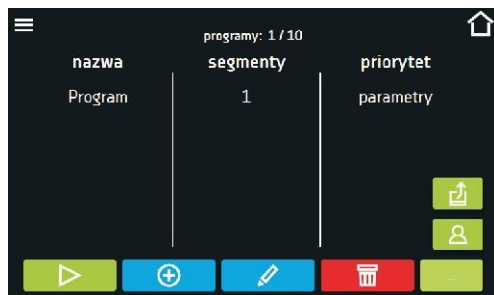 programy: 1 / 10
nazwa segmenty priorytet
Program 1 parametry
...